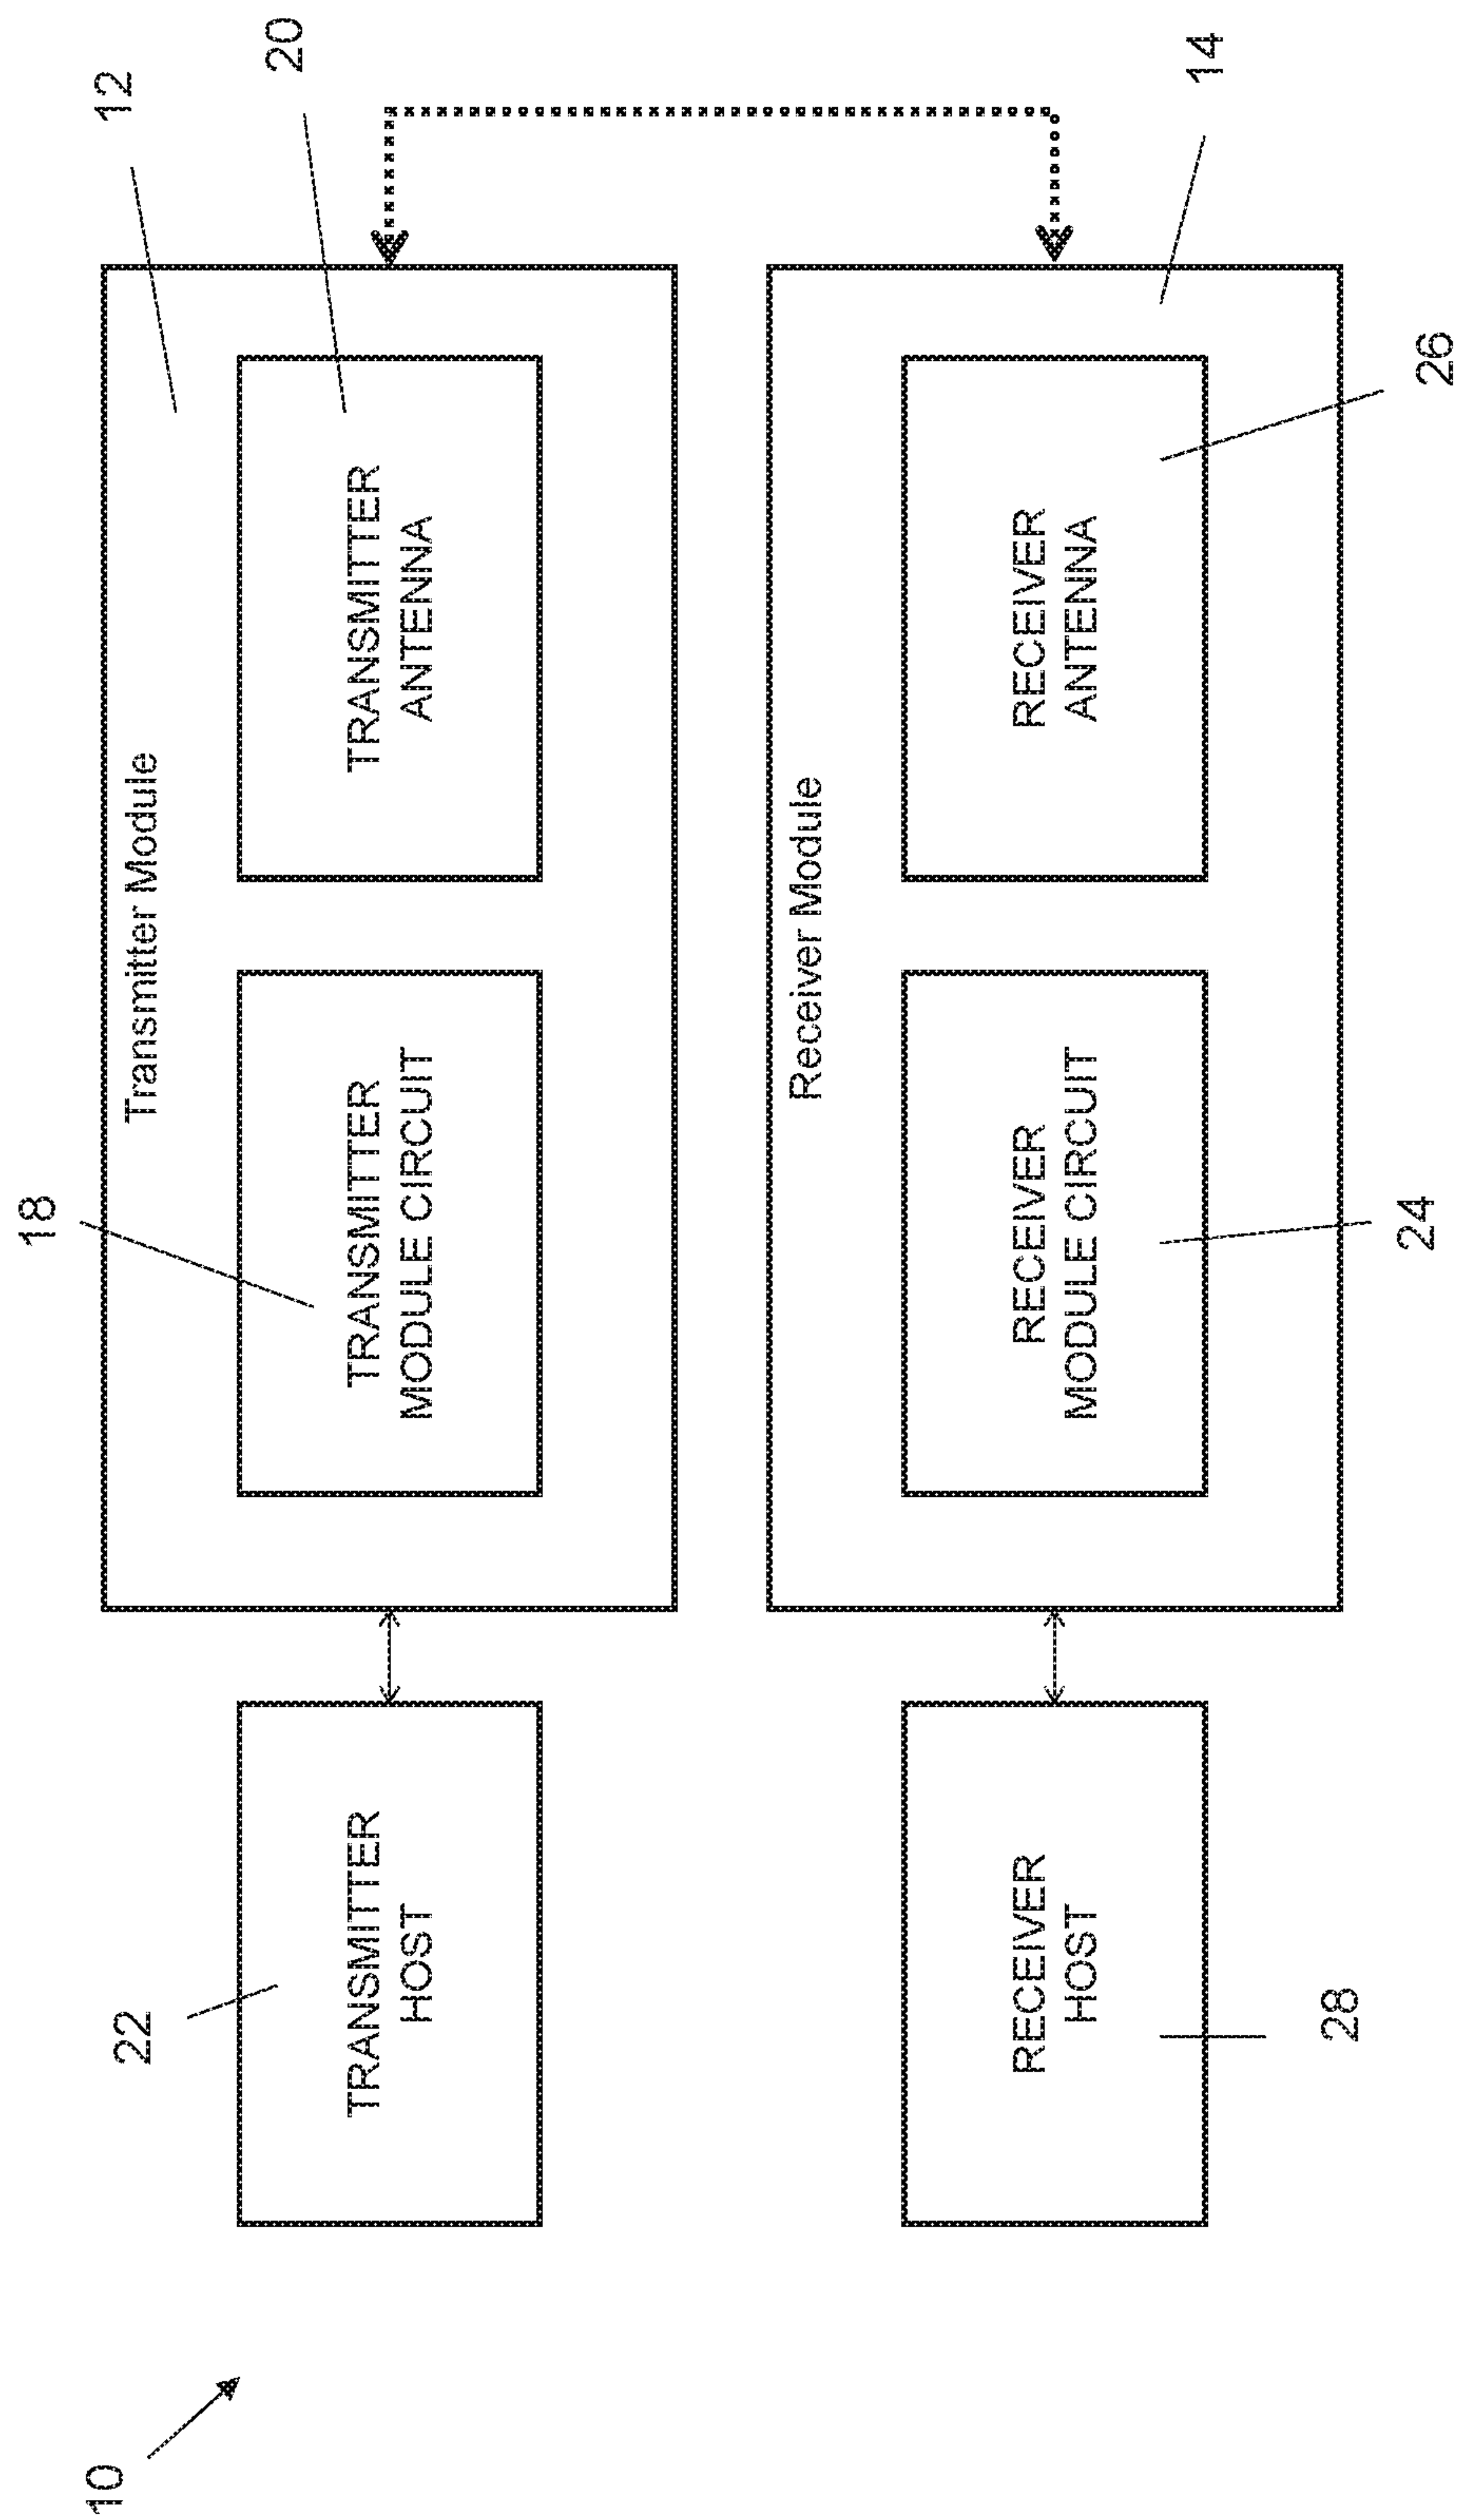 10
12
20
18
22
Transmitter Module
TRANSMITTER
HOST
TRANSMITTER
MODULE CIRCUIT
TRANSMITTER
ANTENNA
Receiver Module
RECEIVER
HOST
RECEIVER
MODULE CIRCUIT
RECEIVER
ANTENNA
14
28
24
26